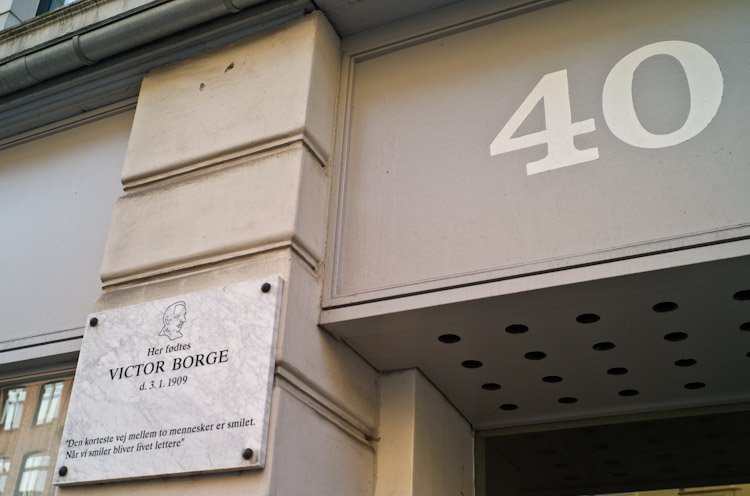 40
Her fødtes
VICTOR BORGE
d. 3. 1. 1909
"Den korteste vej mellem to mennesker er smilet.
Når vi smiler bliver livet lettere"